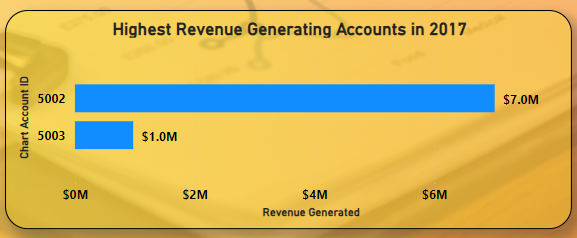 Highest Revenue Generating Accounts in 2017
Chart Account ID
5002
$7.0M
5003
$1.0M
$0M
$2M
$4M
$6M
Revenue Generated